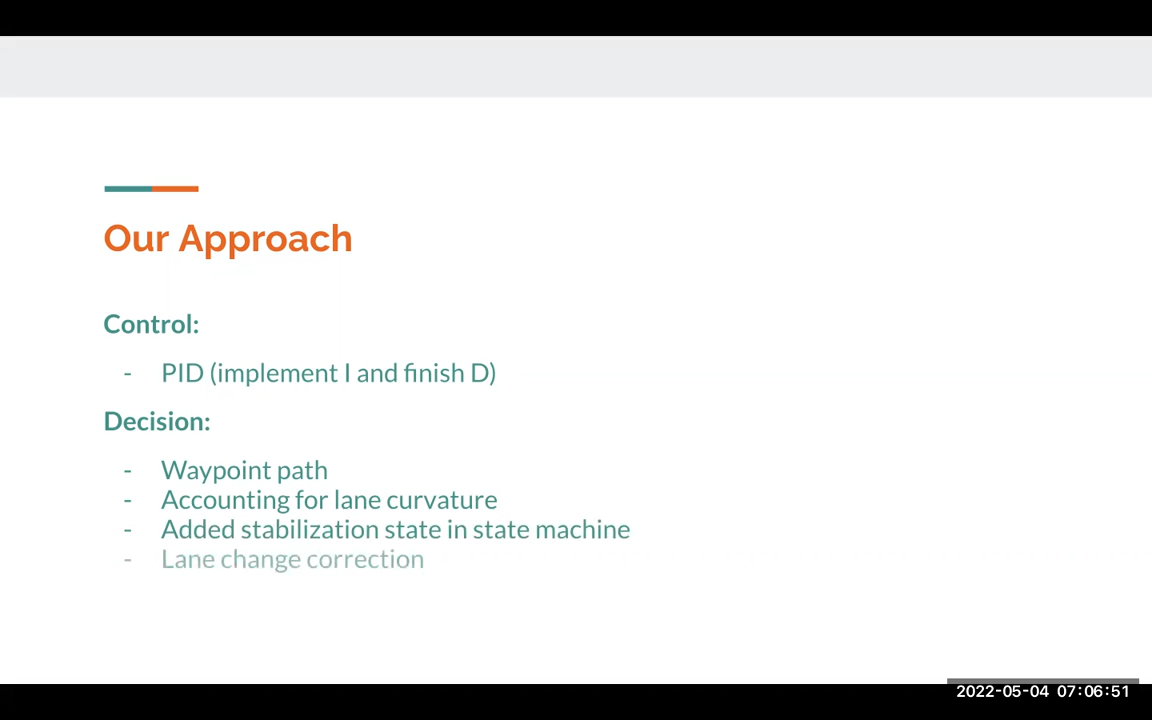 Our Approach
Control:
- PID (implement I and finish D)
Decision:
- Waypoint path
- Accounting for lane curvature
- Added stabilization state in state machine
- Lane change correction
2022-05-04 07:06:51